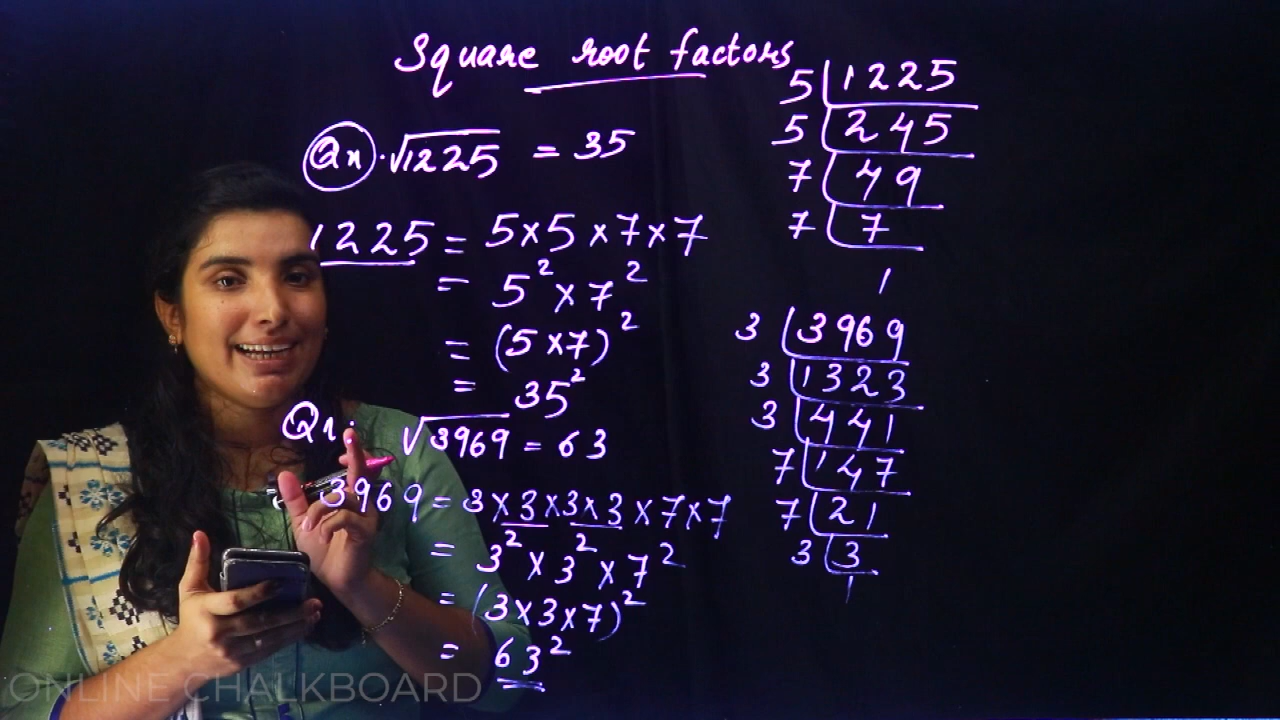 Square root factors
Qn . √1225 = 35
1225 = 5×5×7×7
= 5² × 7²
= (5 ×7)²
= 35²
Qn: √3969 = 63
3969 = 3×3×3×3×7×7
= 3² × 3² × 7²
= (3×3×7)²
= 63²
5 | 1225
5 | 245
7 | 49
7 | 7
1
3 | 3969
3 | 1323
3 | 441
7 | 147
7 | 21
3 | 3
1
ONLINE CHALKBOARD